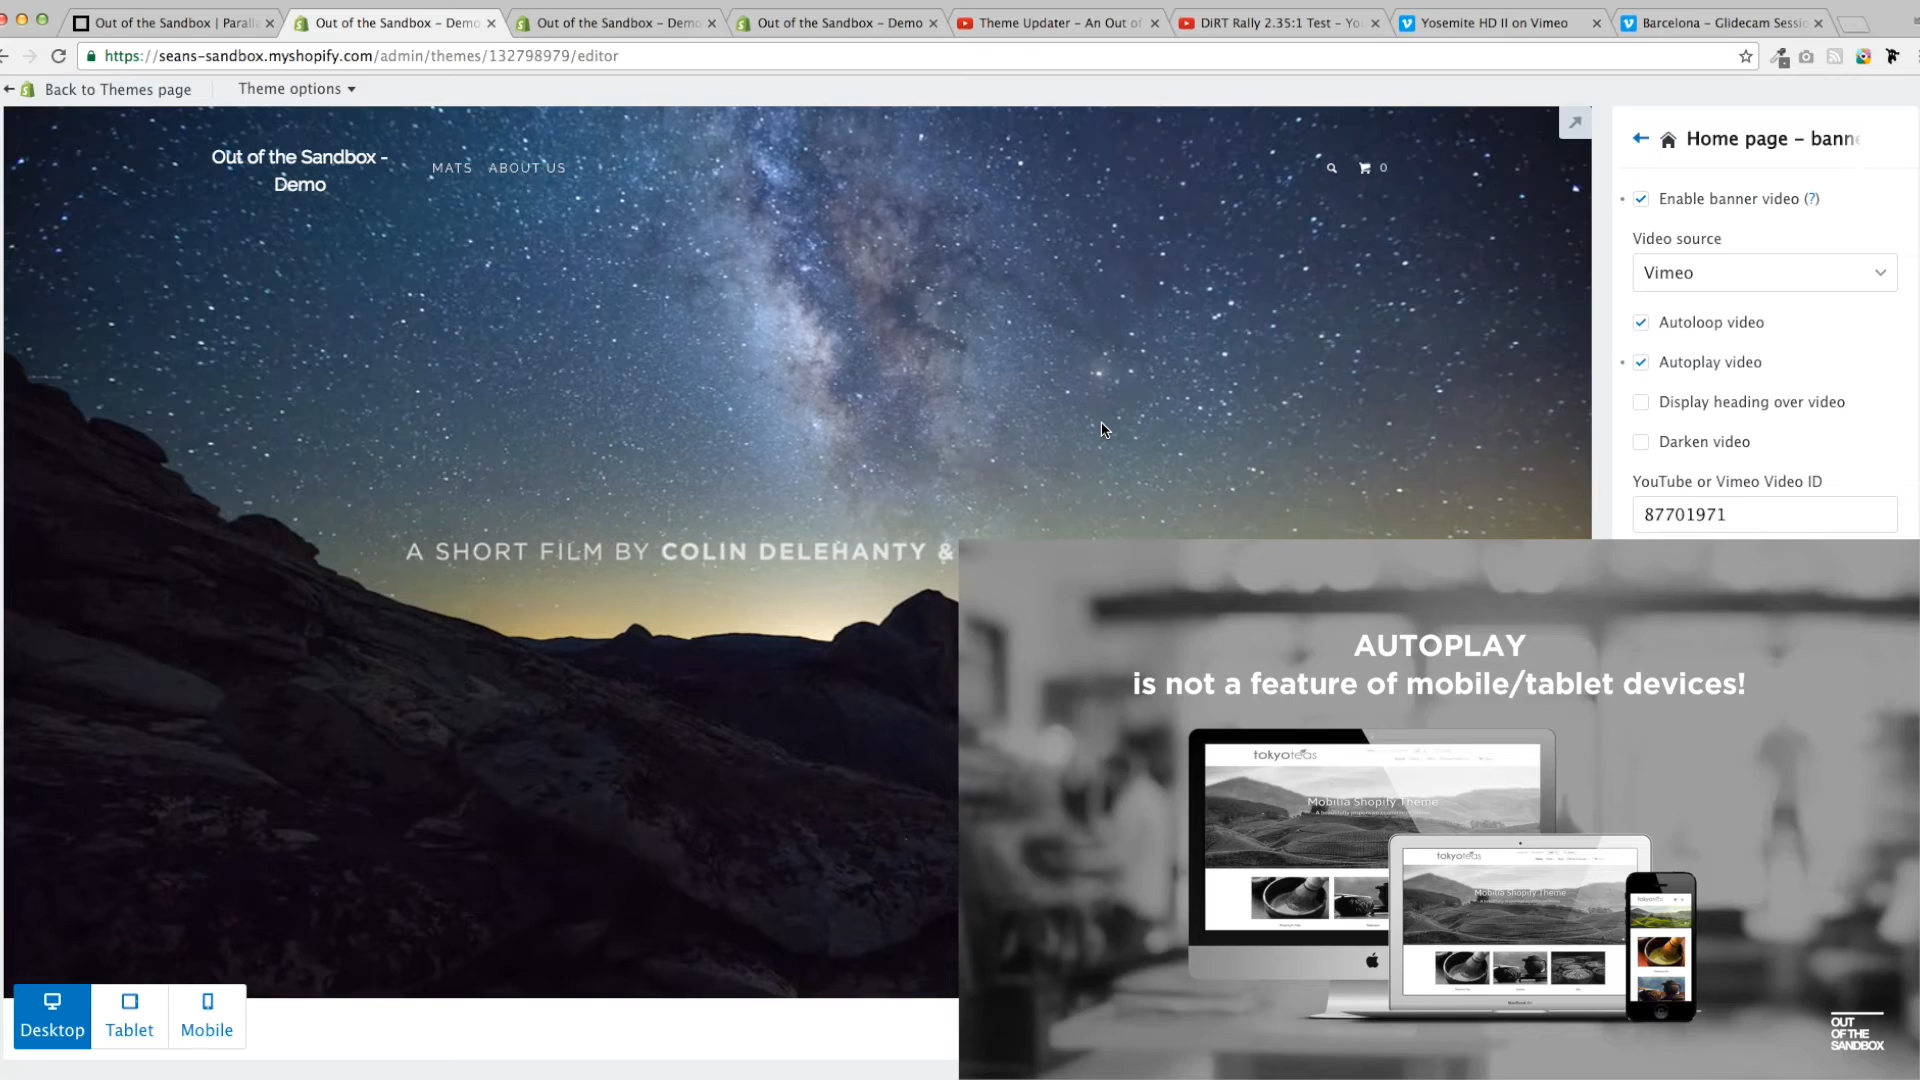 Out of the Sandbox | Paralla
Out of the Sandbox - Demo
Out of the Sandbox - Demo
Out of the Sandbox - Demo
Theme Updater – An Out of
DiRT Rally 2.35:1 Test - Yo
Yosemite HD II on Vimeo
Barcelona – Glidecam Sessi
https://seans-sandbox.myshopify.com/admin/themes/132798979/editor
Back to Themes page
Theme options
Out of the Sandbox -
Demo
MATS
ABOUT US
0
Home page – banne
Enable banner video (?)
Video source
Vimeo
Autoloop video
Autoplay video
Display heading over video
Darken video
YouTube or Vimeo Video ID
87701971
A SHORT FILM BY COLIN DELEHANTY &
AUTOPLAY
is not a feature of mobile/tablet devices!
tokyoteas
Mobilia Shopify Theme
tokyoteas
Mobilia Shopify Theme
tokyoteas
Desktop
Tablet
Mobile
OUT
OF THE
SANDBOX